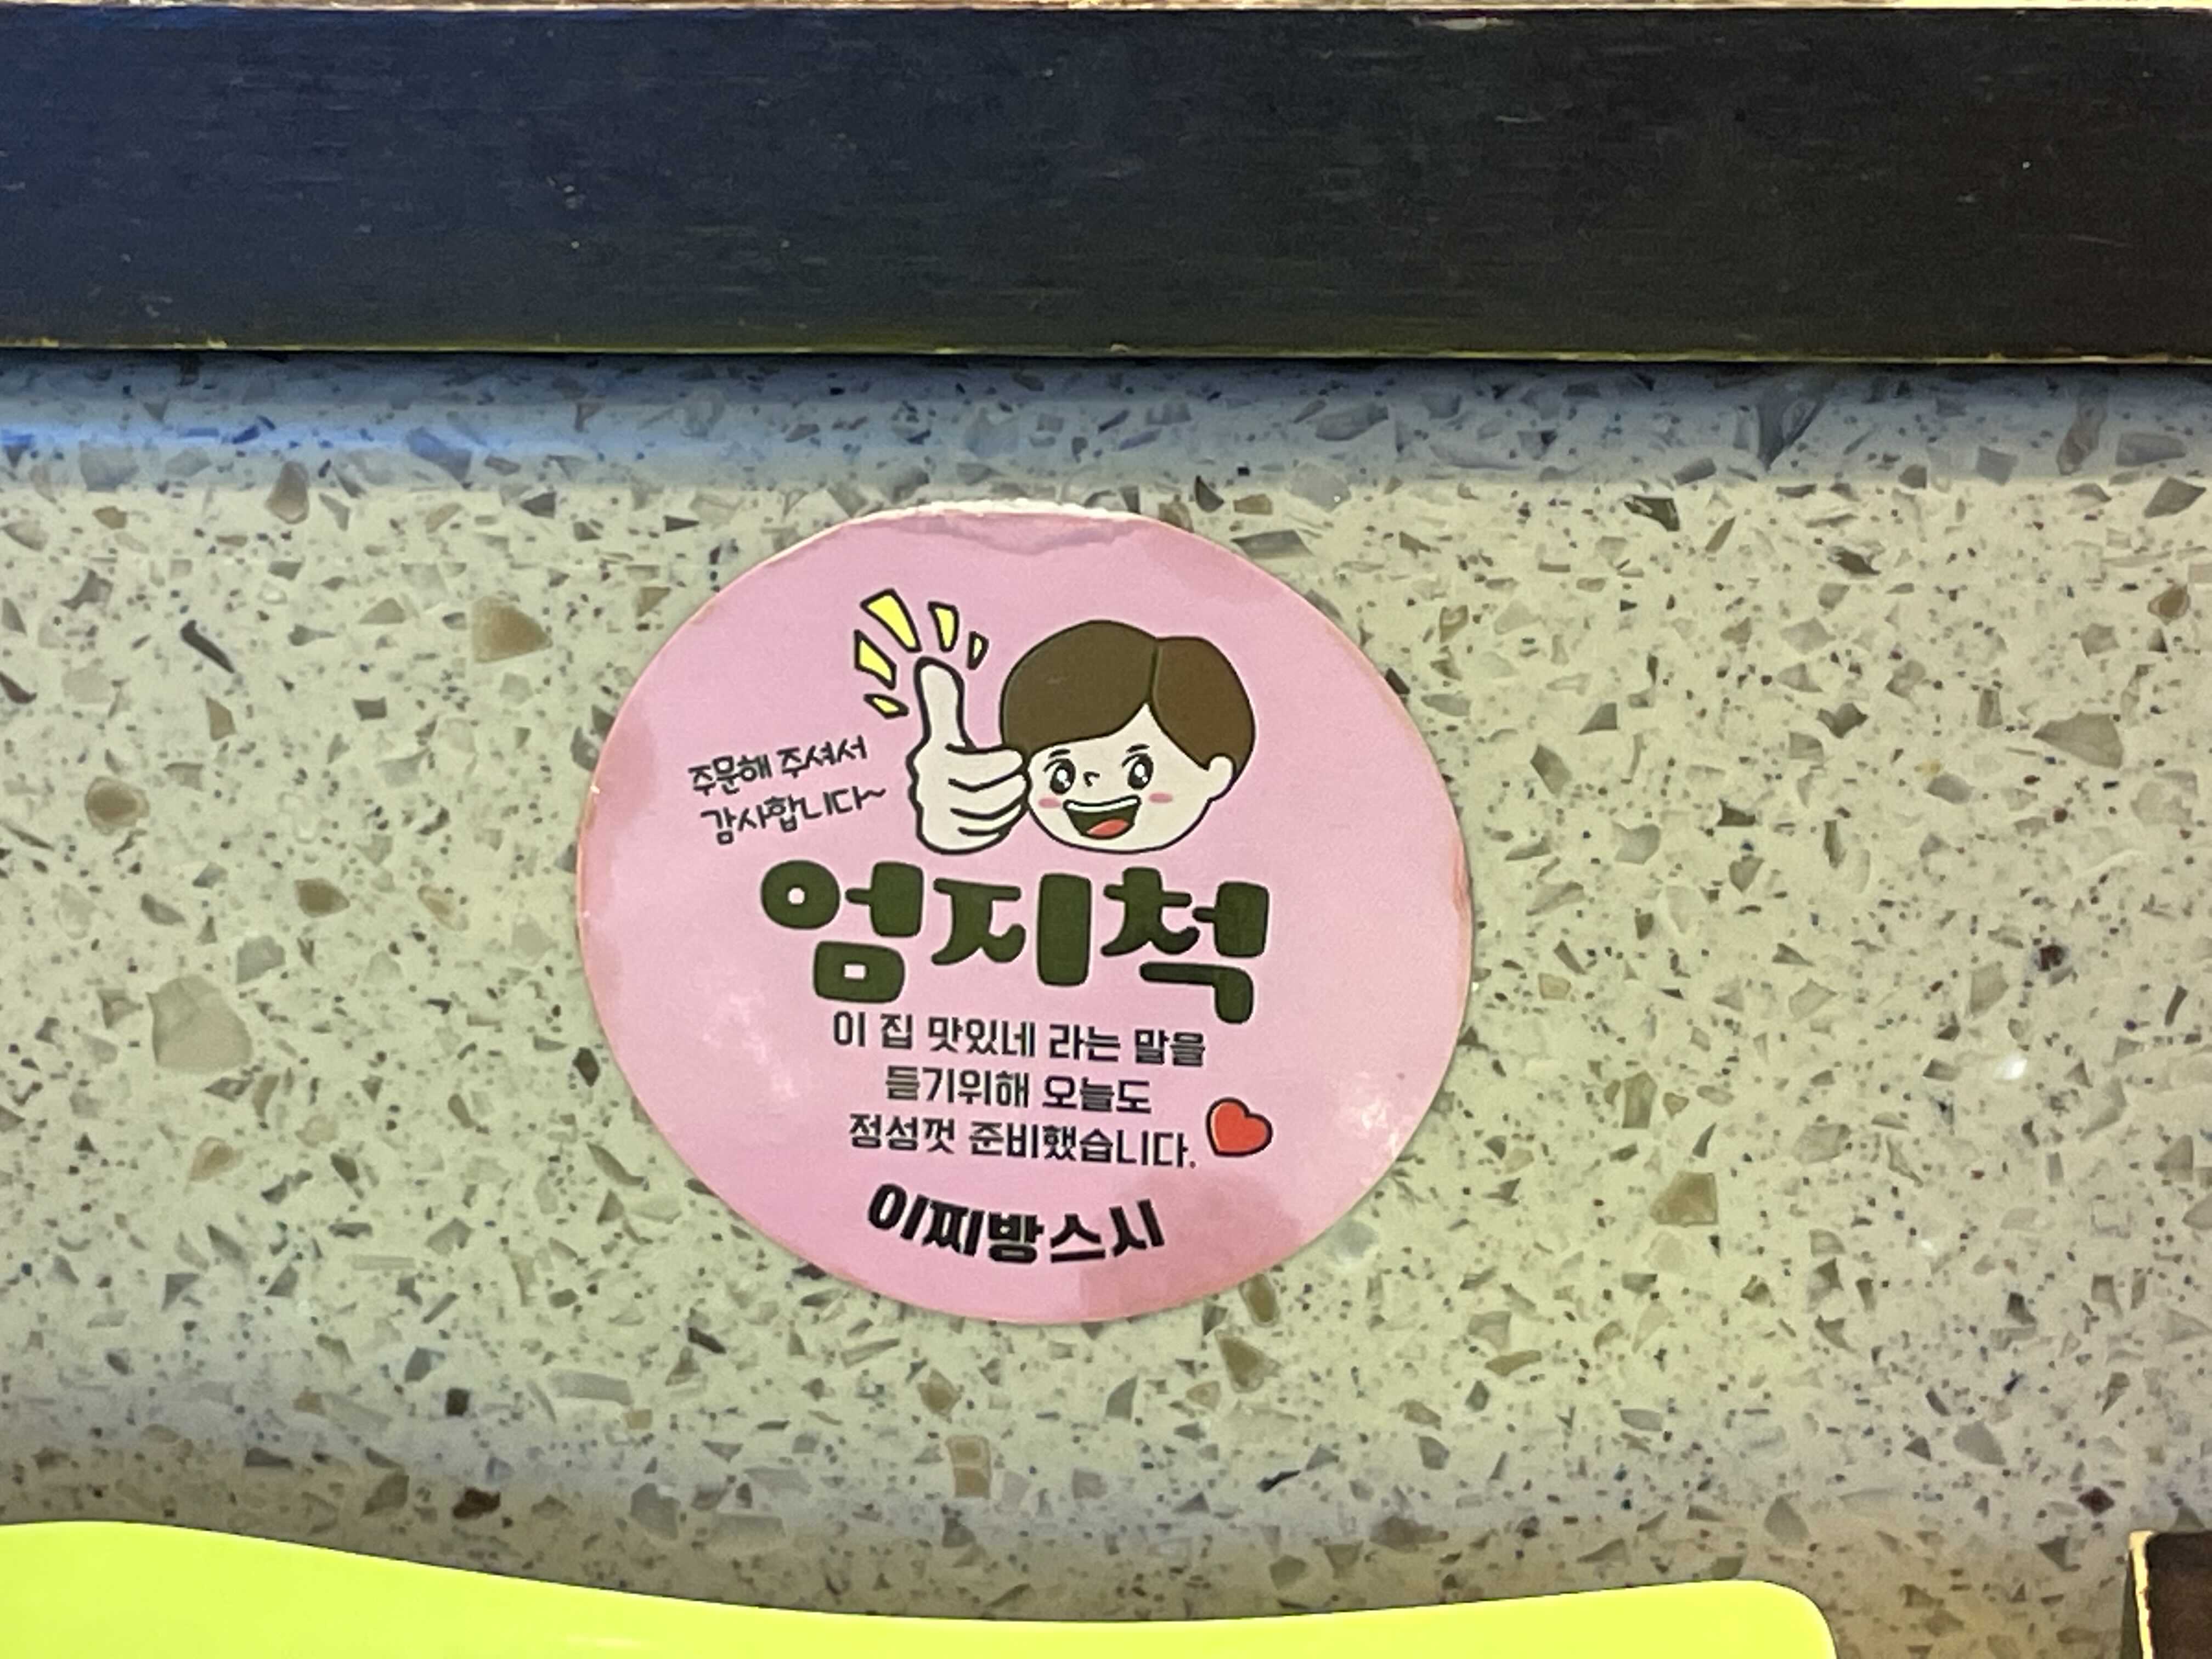 주문해 주셔서
감사합니다~
엄지척
이 집 맛있네 라는 말을
듣기위해 오늘도
정성껏 준비했습니다.
이찌방스시